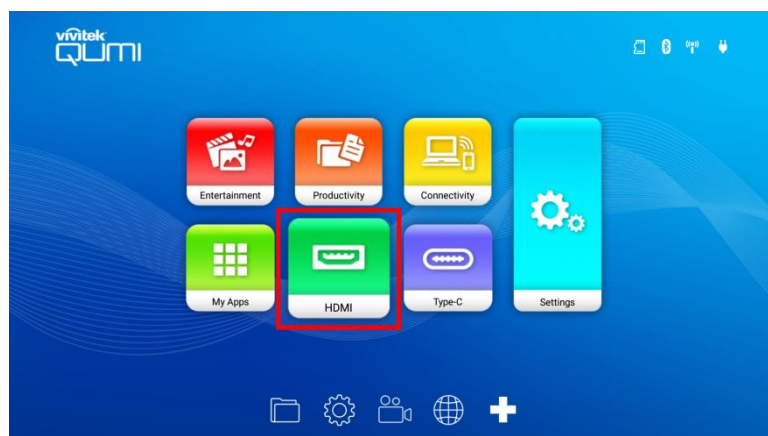 vivitek
QUMI
Entertainment
Productivity
Connectivity
My Apps
HDMI
Type-C
Settings